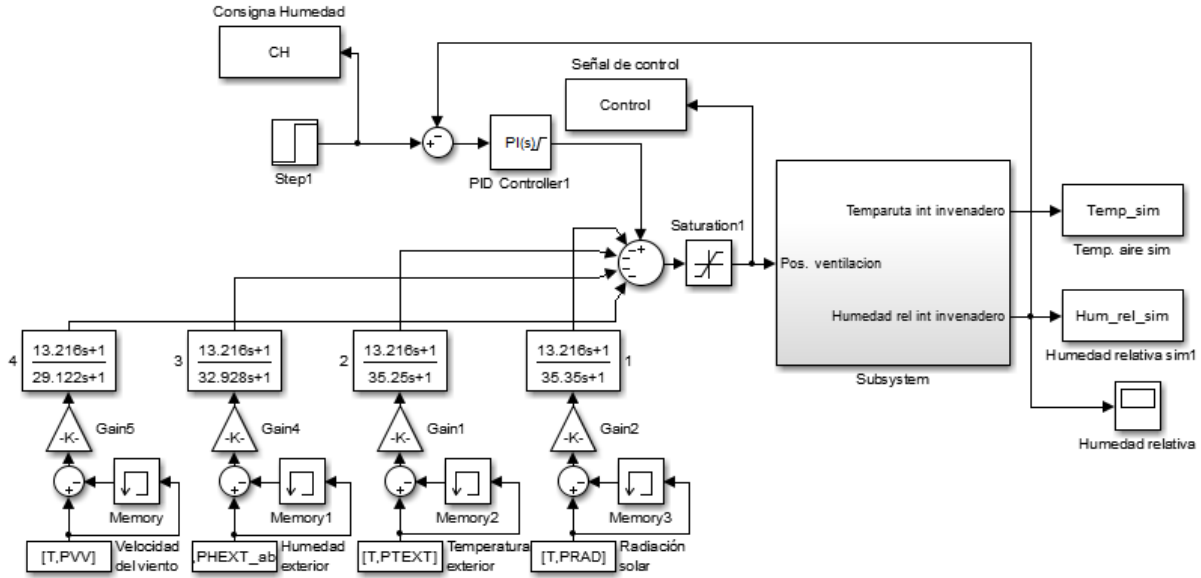 Consigna Humedad
CH
Señal de control
Control
Step1
PI(s)
PID Controller1
Saturation1
Temparuta int invenadero
Pos. ventilacion
Humedad rel int invenadero
Subsystem
Temp_sim
Temp. aire sim
Hum_rel_sim
Humedad relativa sim1
Humedad relativa
4
13.216s+1
29.122s+1
3
13.216s+1
32.928s+1
2
13.216s+1
35.25s+1
13.216s+1
35.35s+1
1
-K-
Gain5
-K-
Gain4
-K-
Gain1
-K-
Gain2
Memory
Memory1
Memory2
Memory3
[T,PVV]
Velocidad
del viento
,PHEXT_ab
Humedad
exterior
[T,PTEXT]
Temperatura
exterior
[T,PRAD]
Radiación
solar